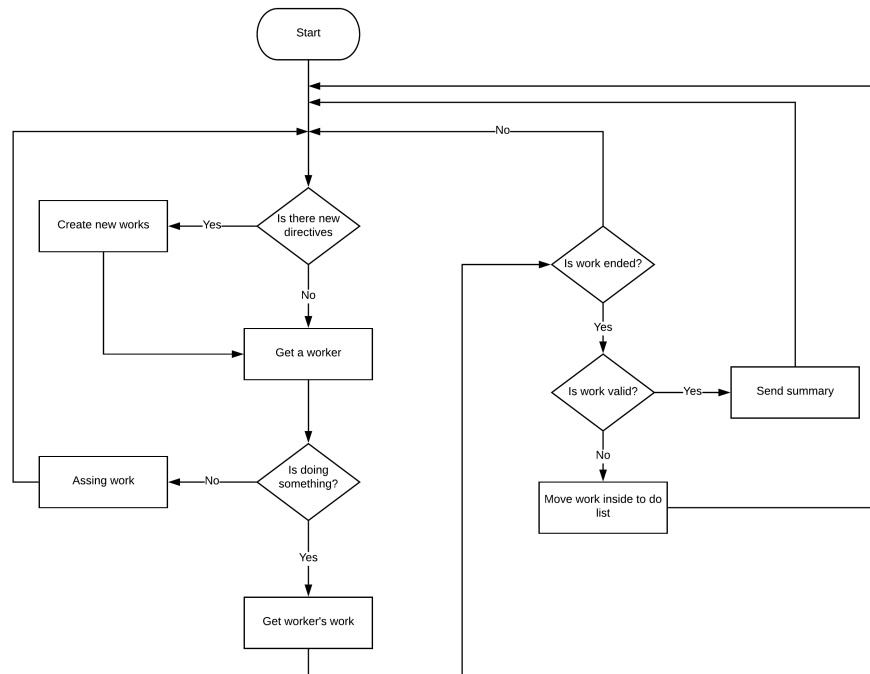 Start
No
Is there new
directives
Yes
Create new works
No
Get a worker
Is doing
something?
No
Assing work
Yes
Get worker's work
Is work ended?
Yes
Is work valid?
Yes
Send summary
No
Move work inside to do
list